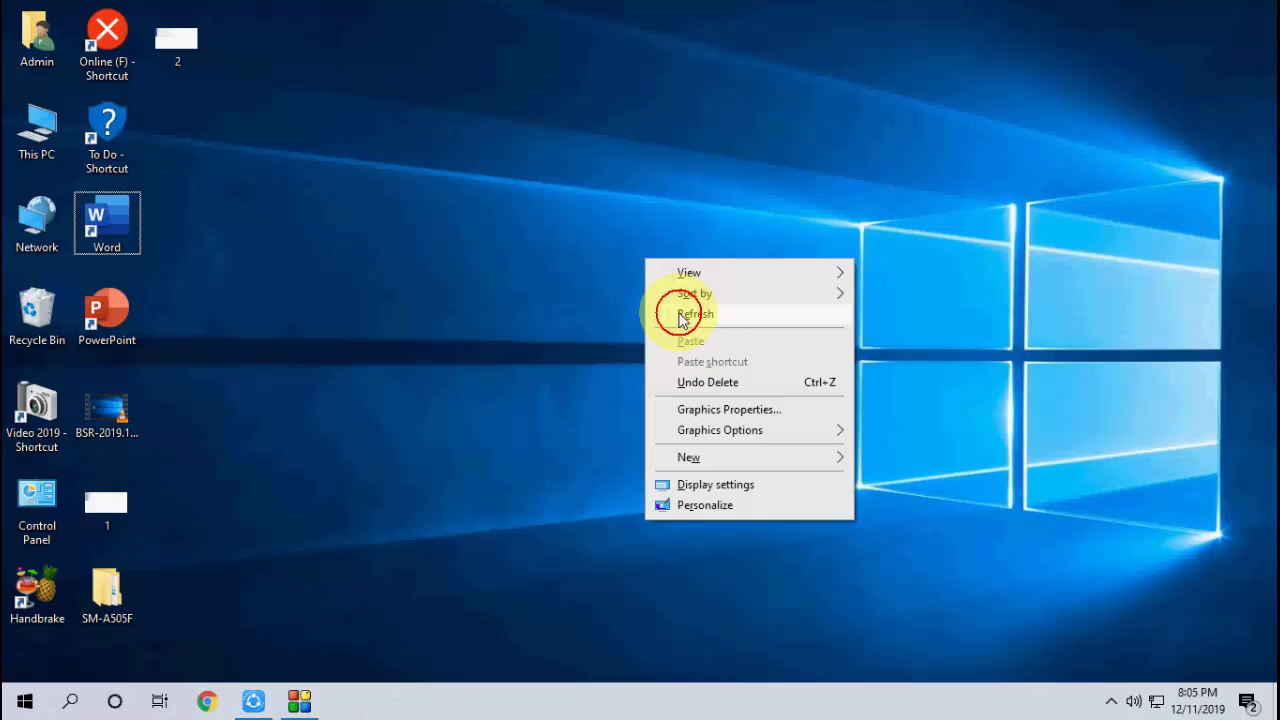 Admin
Online (F) -
Shortcut
2
This PC
To Do -
Shortcut
Network
W
Word
Recycle Bin
P
PowerPoint
Video 2019 -
Shortcut
BSR-2019.1...
Control
Panel
1
Handbrake
SM-A505F
View
Sort by
Refresh
Paste
Paste shortcut
Undo Delete Ctrl+Z
Graphics Properties...
Graphics Options
New
Display settings
Personalize
8:05 PM
12/11/2019
2